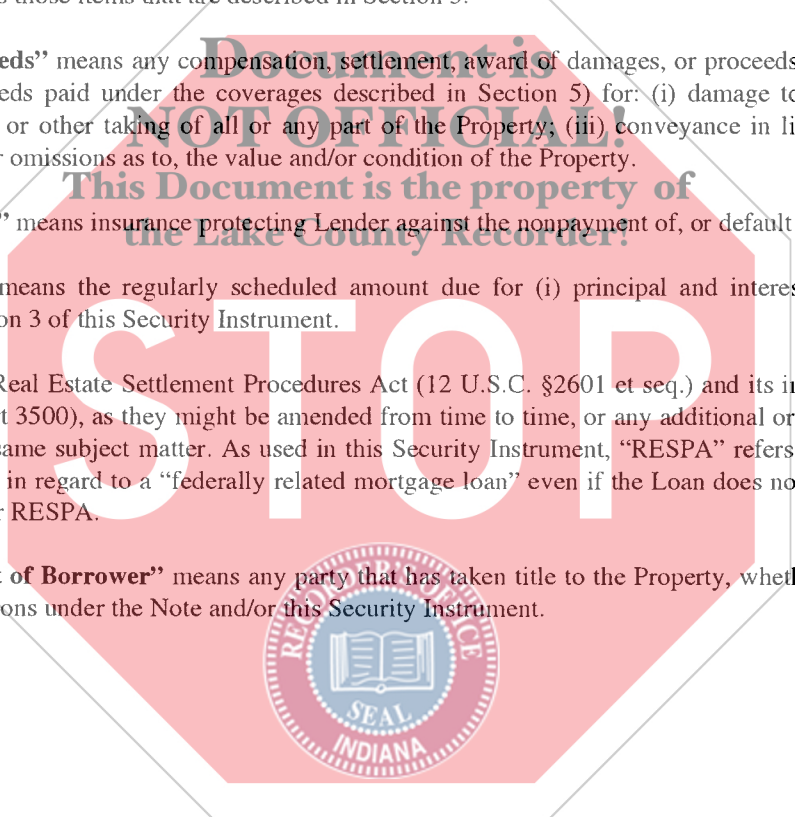 s those items that are described in Section 3.
eds” means any compensation, settlement, award of damages, or proceeds
eds paid under the coverages described in Section 5) for: (i) damage to
or other taking of all or any part of the Property; (iii) conveyance in li
r omissions as to, the value and/or condition of the Property.
” means insurance protecting Lender against the nonpayment of, or default
means the regularly scheduled amount due for (i) principal and interes
on 3 of this Security Instrument.
Real Estate Settlement Procedures Act (12 U.S.C. §2601 et seq.) and its i
t 3500), as they might be amended from time to time, or any additional or
same subject matter. As used in this Security Instrument, “RESPA” refers
in regard to a “federally related mortgage loan” even if the Loan does no
r RESPA.
t of Borrower” means any party that has taken title to the Property, wheth
ons under the Note and/or this Security Instrument.
Document is
NOT OFFICIAL!
This Document is the property of
the Lake County Recorder!
STOP
RECORDER'S OFFICE
SEAL
INDIANA